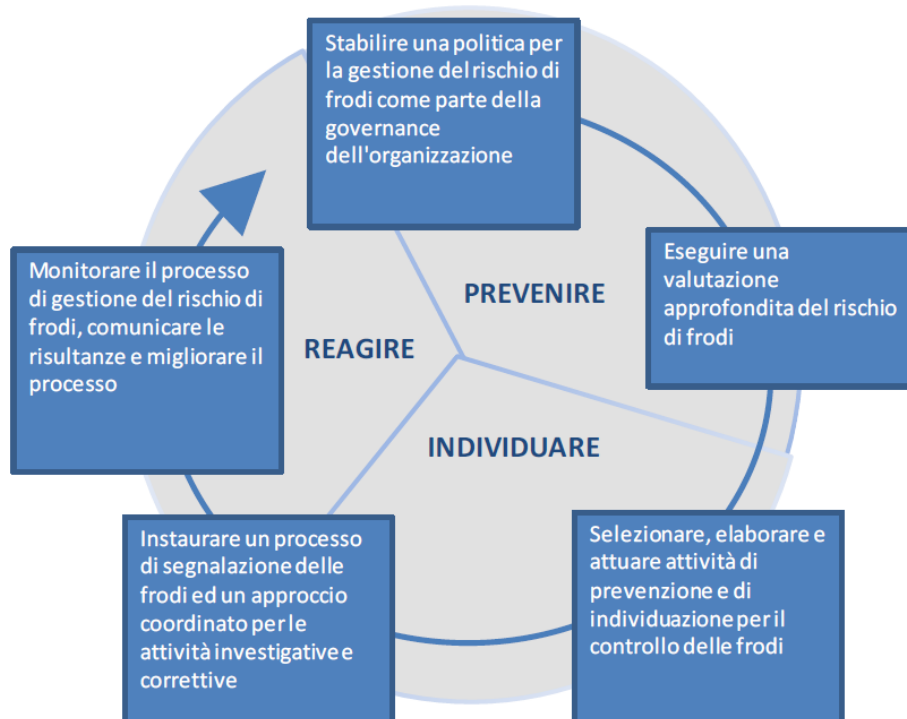 Stabilire una politica per
la gestione del rischio di
frodi come parte della
governance
dell'organizzazione
PREVENIRE
Eseguire una
valutazione
approfondita del rischio
di frodi
Monitorare il processo
di gestione del rischio di
frodi, comunicare le
risultanze e migliorare il
processo
REAGIRE
INDIVIDUARE
Selezionare, elaborare e
attuare attività di
prevenzione e di
individuazione per il
controllo delle frodi
Instaurare un processo
di segnalazione delle
frodi ed un approccio
coordinato per le
attività investigative e
correttive